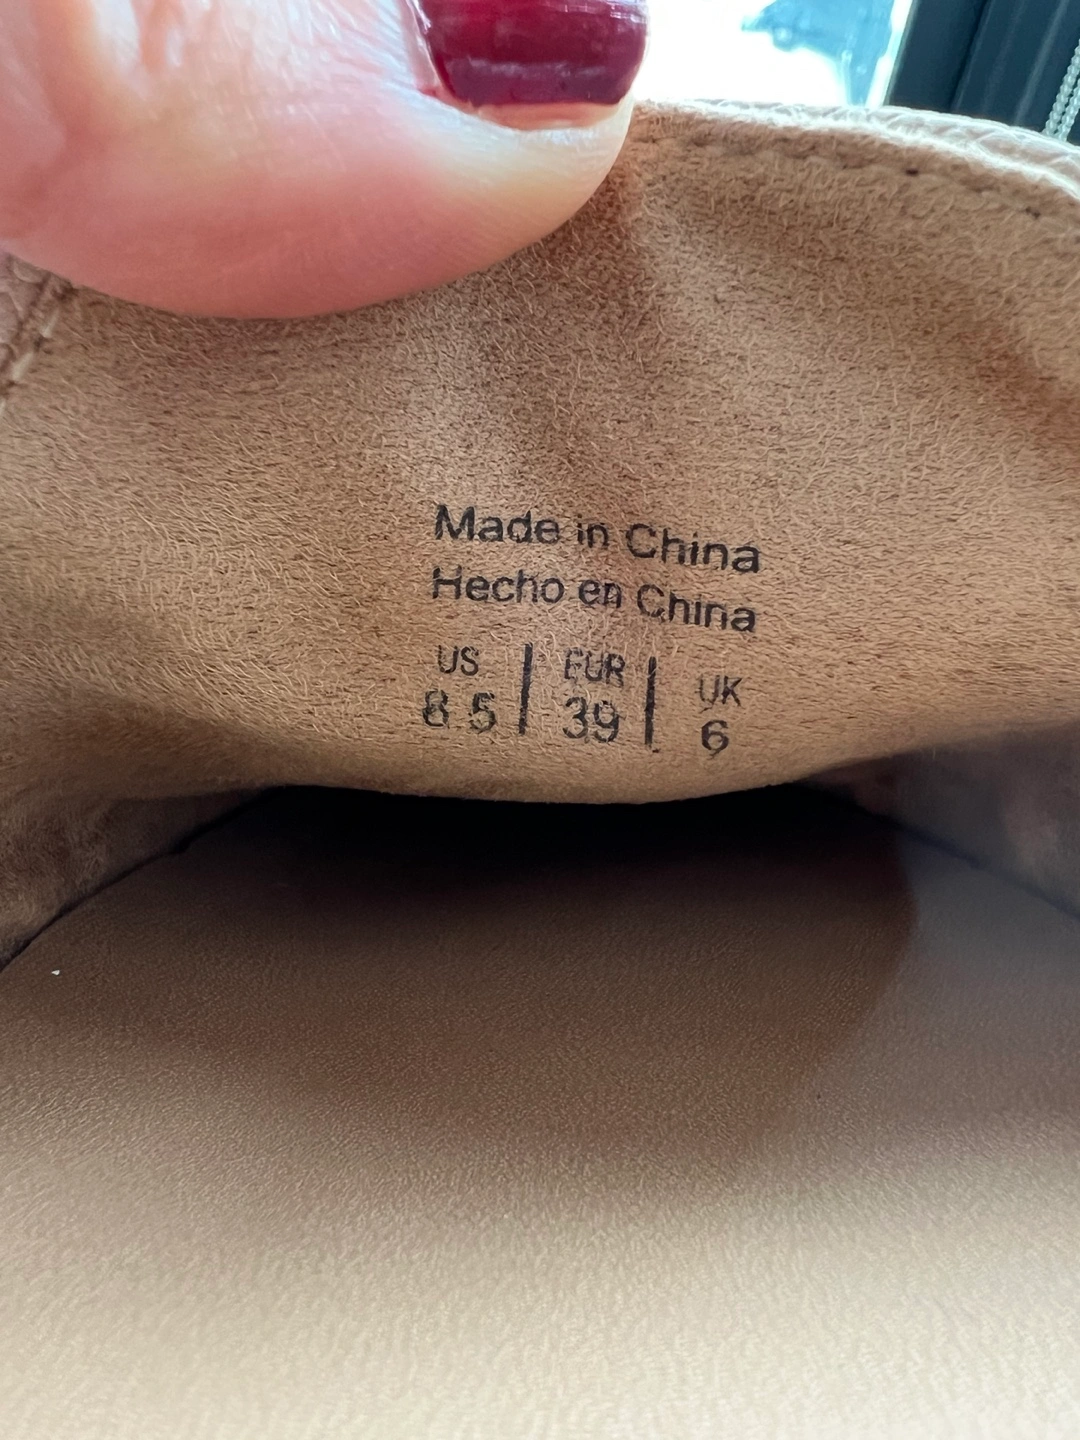 Made in China
Hecho en China
US | EUR | UK
8 5 | 39 | 6